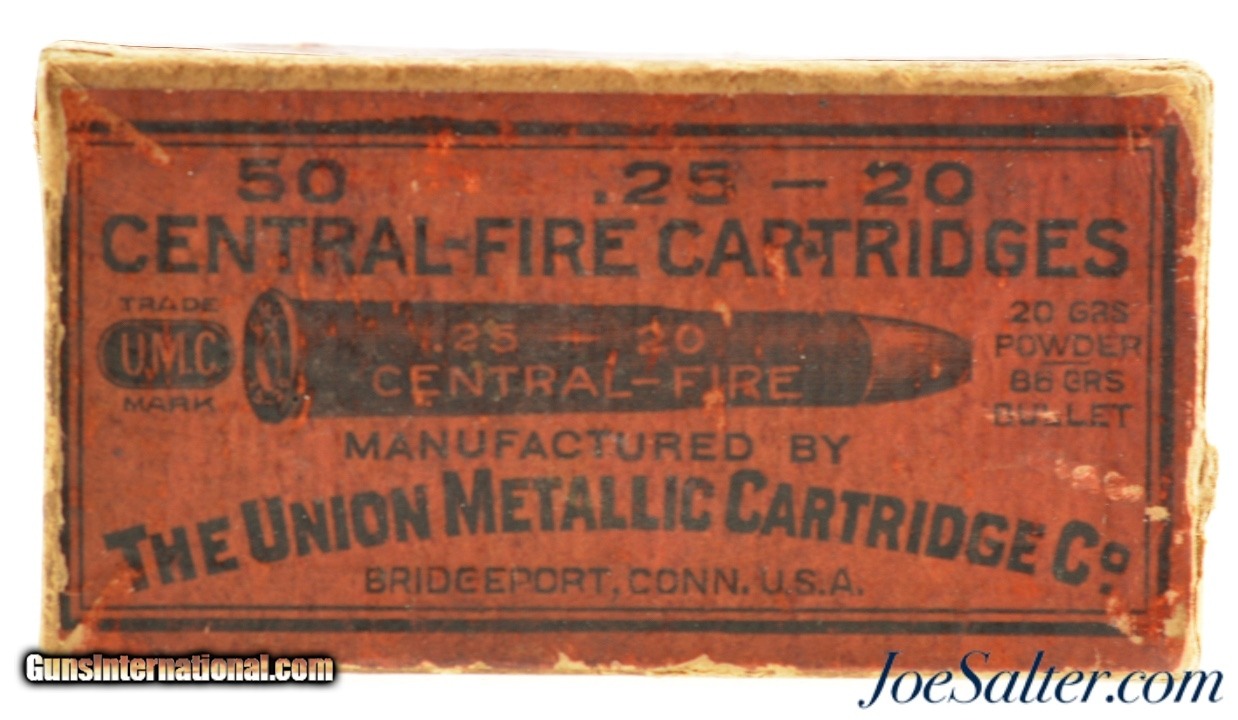 50 .25 – 20
CENTRAL-FIRE CARTRIDGES
TRADE
U.M.C
MARK
.25 – 20
CENTRAL-FIRE
20 GRS
POWDER
86 GRS
BULLET
MANUFACTURED BY
THE UNION METALLIC CARTRIDGE Co.
BRIDGEPORT, CONN. U.S.A.
GunsInternational.com
JoeSalter.com